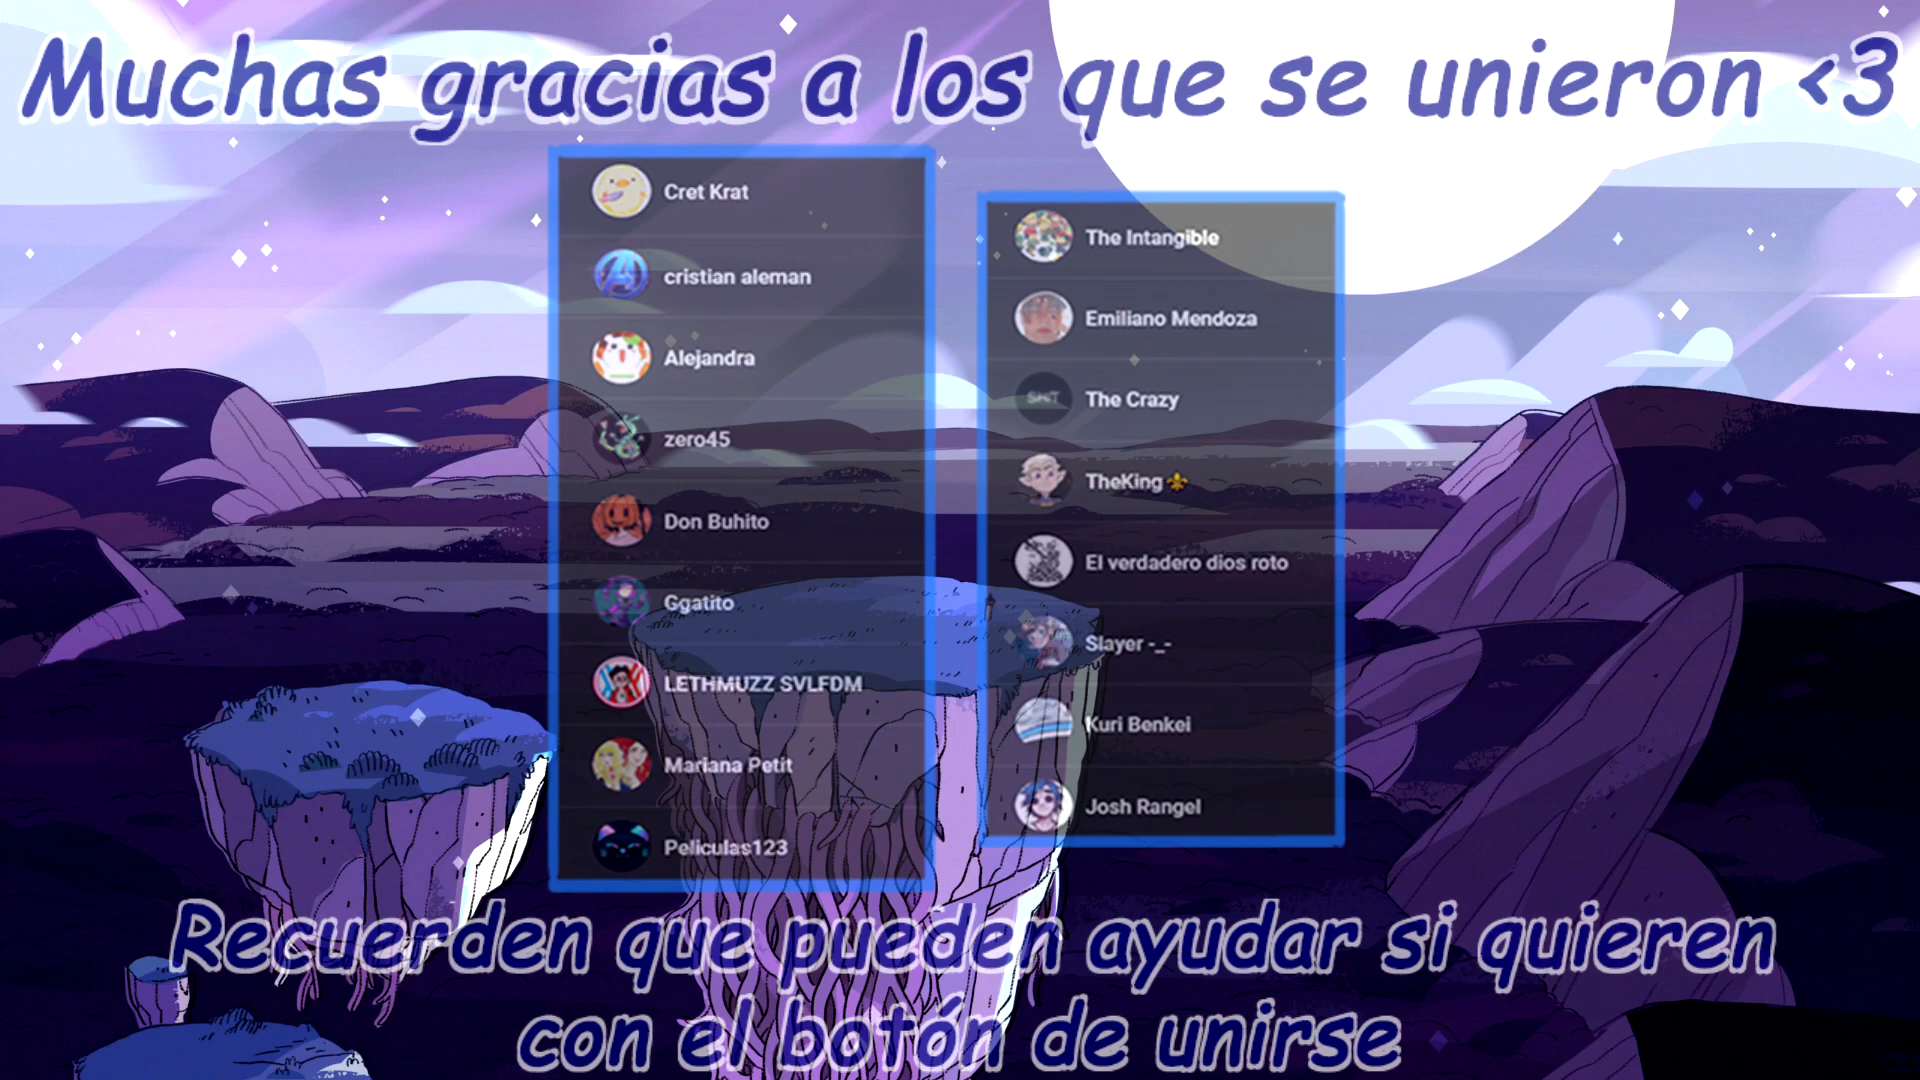 Muchas gracias a los que se unieron <3
Cret Krat
cristian aleman
Alejandra
zero45
Don Buhito
Ggatito
LETHMUZZ SVLFDM
Mariana Petit
Peliculas123
The Intangible
Emiliano Mendoza
SHIT
The Crazy
TheKing⚜️
El verdadero dios roto
Slayer -_-
Kuri Benkei
Josh Rangel
Recuerden que pueden ayudar si quieren
con el botón de unirse